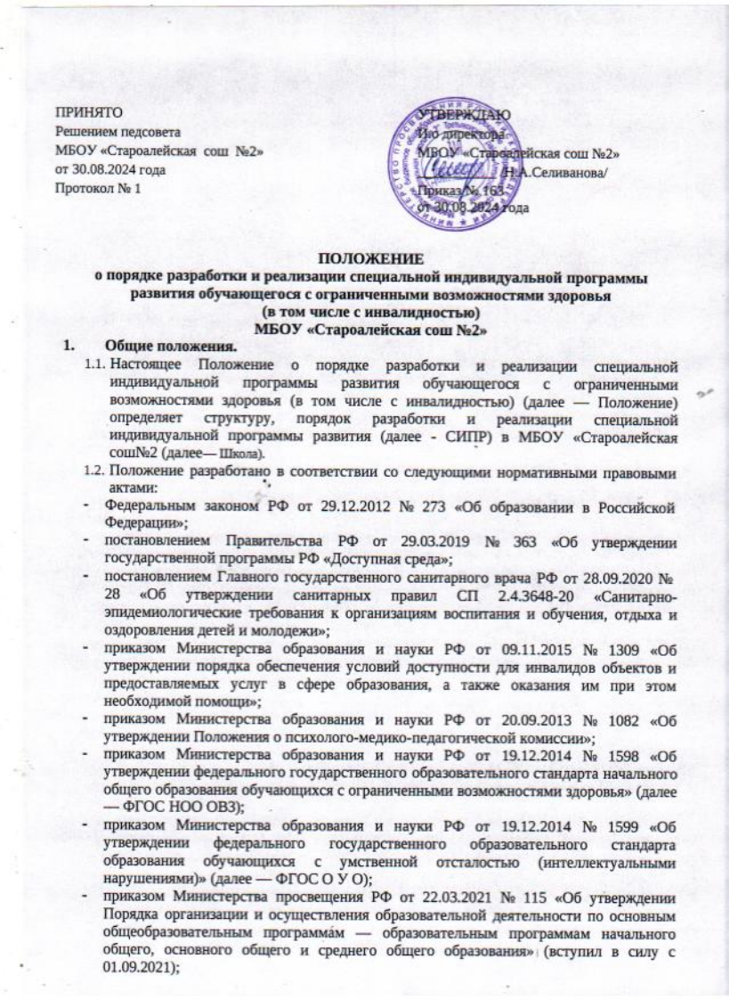 ПРИНЯТО
Решением педсовета
МБОУ «Староалейская сош №2»
от 30.08.2024 года
Протокол № 1
УТВЕРЖДАЮ
И.о директора
МБОУ «Староалейская сош №2»
Н.А.Селиванова/
Приказ № 163
от 30.08.2024 года
ПОЛОЖЕНИЕ
о порядке разработки и реализации специальной индивидуальной программы
развития обучающегося с ограниченными возможностями здоровья
(в том числе с инвалидностью)
МБОУ «Староалейская сош №2»
1. Общие положения.
1.1. Настоящее Положение о порядке разработки и реализации специальной
индивидуальной программы развития обучающегося с ограниченными
возможностями здоровья (в том числе с инвалидностью) (далее — Положение)
определяет структуру, порядок разработки и реализации специальной
индивидуальной программы развития (далее - СИПР) в МБОУ «Староалейская
сош№2 (далее— Школа).
1.2. Положение разработано в соответствии со следующими нормативными правовыми
актами:
- Федеральным законом РФ от 29.12.2012 № 273 «Об образовании в Российской
Федерации»;
- постановлением Правительства РФ от 29.03.2019 № 363 «Об утверждении
государственной программы РФ «Доступная среда»;
- постановлением Главного государственного санитарного врача РФ от 28.09.2020 №
28 «Об утверждении санитарных правил СП 2.4.3648-20 «Санитарно-
эпидемиологические требования к организациям воспитания и обучения, отдыха и
оздоровления детей и молодежи»;
- приказом Министерства образования и науки РФ от 09.11.2015 № 1309 «Об
утверждении порядка обеспечения условий доступности для инвалидов объектов и
предоставляемых услуг в сфере образования, а также оказания им при этом
необходимой помощи»;
- приказом Министерства образования и науки РФ от 20.09.2013 № 1082 «Об
утверждении Положения о психолого-медико-педагогической комиссии»;
- приказом Министерства образования и науки РФ от 19.12.2014 № 1598 «Об
утверждении федерального государственного образовательного стандарта начального
общего образования обучающихся с ограниченными возможностями здоровья» (далее
— ФГОС НОО ОВЗ);
- приказом Министерства образования и науки РФ от 19.12.2014 № 1599 «Об
утверждении федерального государственного образовательного стандарта
образования обучающихся с умственной отсталостью (интеллектуальными
нарушениями)» (далее — ФГОС О У О);
- приказом Министерства просвещения РФ от 22.03.2021 № 115 «Об утверждении
Порядка организации и осуществления образовательной деятельности по основным
общеобразовательным программам — образовательным программам начального
общего, основного общего и среднего общего образования» (вступил в силу с
01.09.2021);